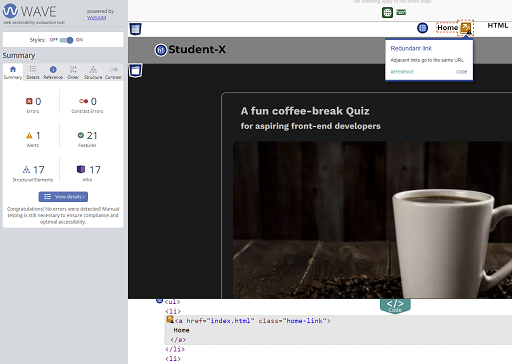 WAVE
web accessibility evaluation tool
powered by
WebAIM
Styles: OFF ON
Summary
Summary Details Reference Order Structure Contrast
0
Errors
0
Contrast Errors
1
Alerts
21
Features
17
Structural Elements
17
ARIA
View details ›
Congratulations! No errors were detected! Manual
testing is still necessary to ensure compliance and
optimal accessibility.
Home
HTML
Redundant link
Adjacent links go to the same URL.
REFERENCE CODE
h1 Student-X
A fun coffee-break Quiz
for aspiring front-end developers
</>
Code
<ul>
<li>
<a href="index.html" class="home-link">
Home
</a>
</li>
<li>